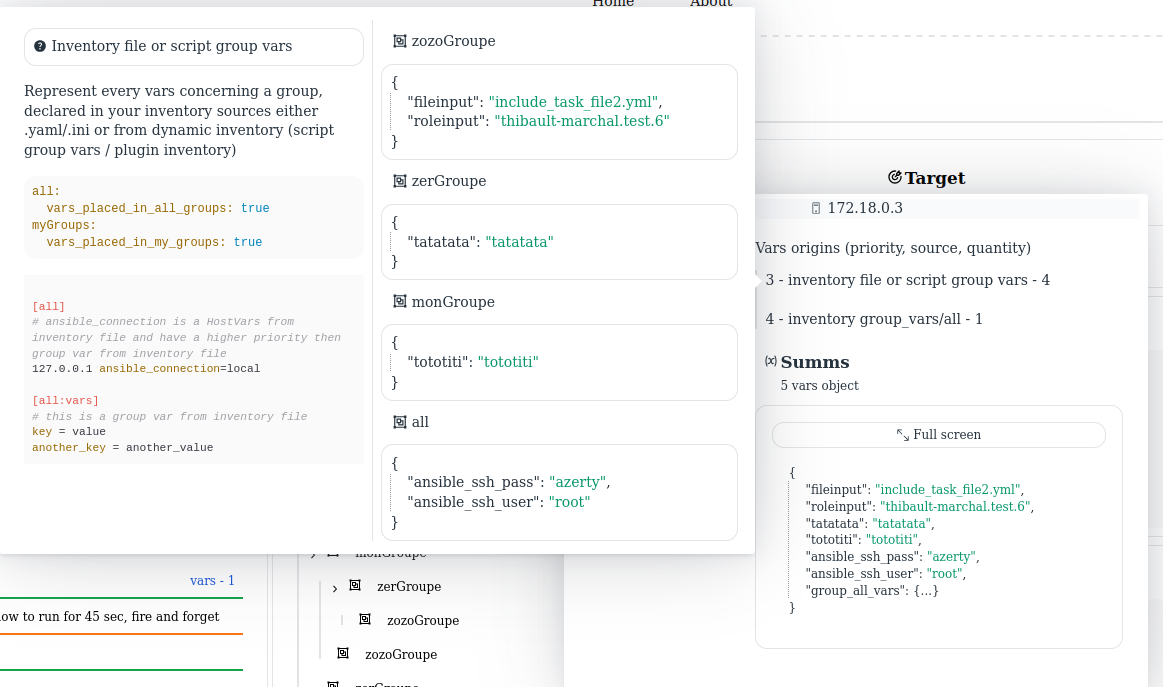 Home About
Inventory file or script group vars
Represent every vars concerning a group,
declared in your inventory sources either
.yaml/.ini or from dynamic inventory (script
group vars / plugin inventory)
all:
  vars_placed_in_all_groups: true
myGroups:
  vars_placed_in_my_groups: true
[all]
# ansible_connection is a HostVars from
inventory file and have a higher priority then
group var from inventory file
127.0.0.1 ansible_connection=local
[all:vars]
# this is a group var from inventory file
key = value
another_key = another_value
zozoGroupe
{
"fileinput": "include_task_file2.yml",
"roleinput": "thibault-marchal.test.6"
}
zerGroupe
{
"tatatata": "tatatata"
}
monGroupe
{
"tototiti": "tototiti"
}
all
{
"ansible_ssh_pass": "azerty",
"ansible_ssh_user": "root"
}
Target
172.18.0.3
Vars origins (priority, source, quantity)
3 - inventory file or script group vars - 4
4 - inventory group_vars/all - 1
(x) Summs
5 vars object
Full screen
{
"fileinput": "include_task_file2.yml",
"roleinput": "thibault-marchal.test.6",
"tatatata": "tatatata",
"tototiti": "tototiti",
"ansible_ssh_pass": "azerty",
"ansible_ssh_user": "root",
"group_all_vars": {...}
}
vars - 1
to run for 45 sec, fire and forget
monGroupe
zerGroupe
zozoGroupe
zozoGroupe
zerGroupe